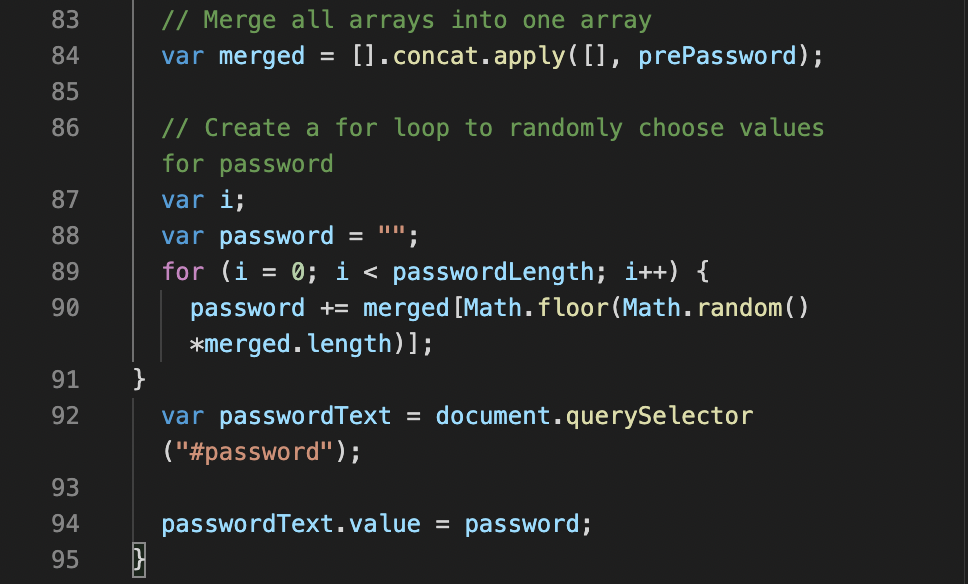 83 // Merge all arrays into one array
84 var merged = [].concat.apply([], prePassword);
85
86 // Create a for loop to randomly choose values
for password
87 var i;
88 var password = "";
89 for (i = 0; i < passwordLength; i++) {
90 password += merged[Math.floor(Math.random()
*merged.length)];
91 }
92 var passwordText = document.querySelector
("#password");
93
94 passwordText.value = password;
95 }